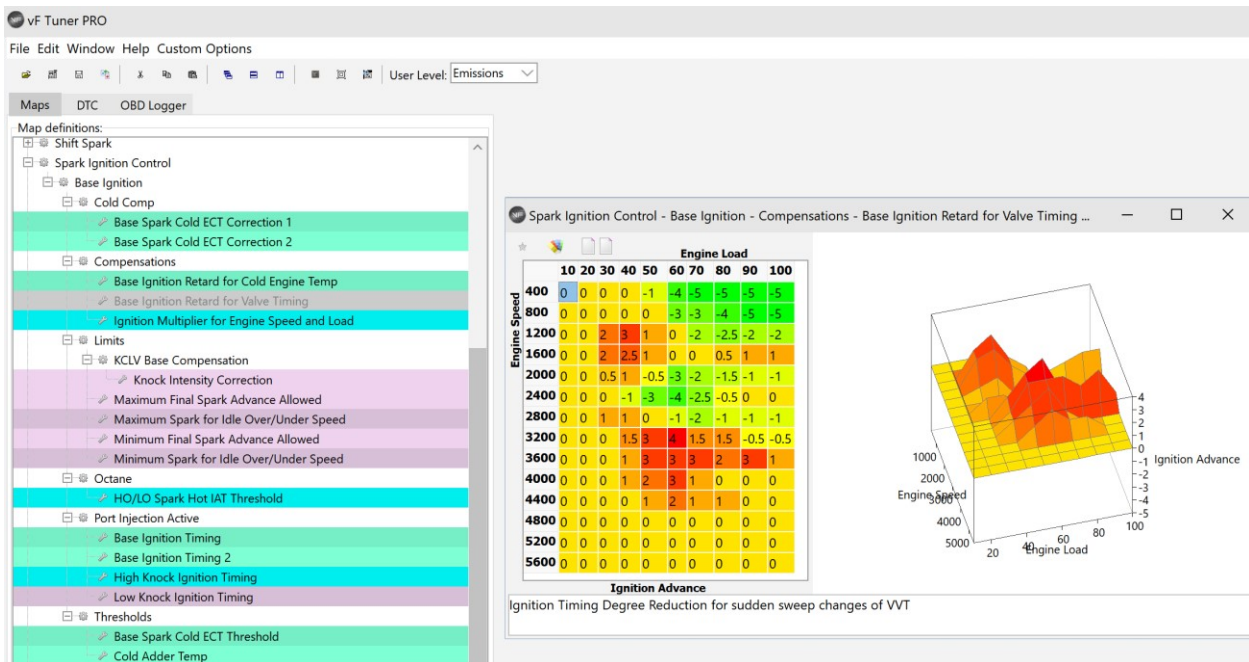 vF Tuner PRO
File Edit Window Help Custom Options
User Level: Emissions
Maps DTC OBD Logger
Map definitions:
Shift Spark
Spark Ignition Control
Base Ignition
Cold Comp
Base Spark Cold ECT Correction 1
Base Spark Cold ECT Correction 2
Compensations
Base Ignition Retard for Cold Engine Temp
Base Ignition Retard for Valve Timing
Ignition Multiplier for Engine Speed and Load
Limits
KCLV Base Compensation
Knock Intensity Correction
Maximum Final Spark Advance Allowed
Maximum Spark for Idle Over/Under Speed
Minimum Final Spark Advance Allowed
Minimum Spark for Idle Over/Under Speed
Octane
HO/LO Spark Hot IAT Threshold
Port Injection Active
Base Ignition Timing
Base Ignition Timing 2
High Knock Ignition Timing
Low Knock Ignition Timing
Thresholds
Base Spark Cold ECT Threshold
Cold Adder Temp
Spark Ignition Control - Base Ignition - Compensations - Base Ignition Retard for Valve Timing ...
Engine Load
10 20 30 40 50 60 70 80 90 100
Engine Speed
400 0 0 0 0 -1 -4 -5 -5 -5 -5
800 0 0 0 0 0 -3 -3 -4 -5 -5
1200 0 0 2 3 1 0 -2 -2.5 -2 -2
1600 0 0 2 2.5 1 0 0 0.5 1 1
2000 0 0 0.5 1 -0.5 -3 -2 -1.5 -1 -1
2400 0 0 0 -1 -3 -4 -2.5 -0.5 0 0
2800 0 0 1 1 0 -1 -2 -1 -1 -1
3200 0 0 0 1.5 3 4 1.5 1.5 -0.5 -0.5
3600 0 0 0 1 3 3 3 2 3 1
4000 0 0 0 1 2 3 1 0 0 0
4400 0 0 0 0 1 2 1 1 0 0
4800 0 0 0 0 0 0 0 0 0 0
5200 0 0 0 0 0 0 0 0 0 0
5600 0 0 0 0 0 0 0 0 0 0
Ignition Advance
Ignition Timing Degree Reduction for sudden sweep changes of VVT
4
3
2
1
0
-1
-2
-3
-4
-5
Ignition Advance
1000
2000
3000
4000
5000
Engine Speed
20 40 60 80 100
Engine Load